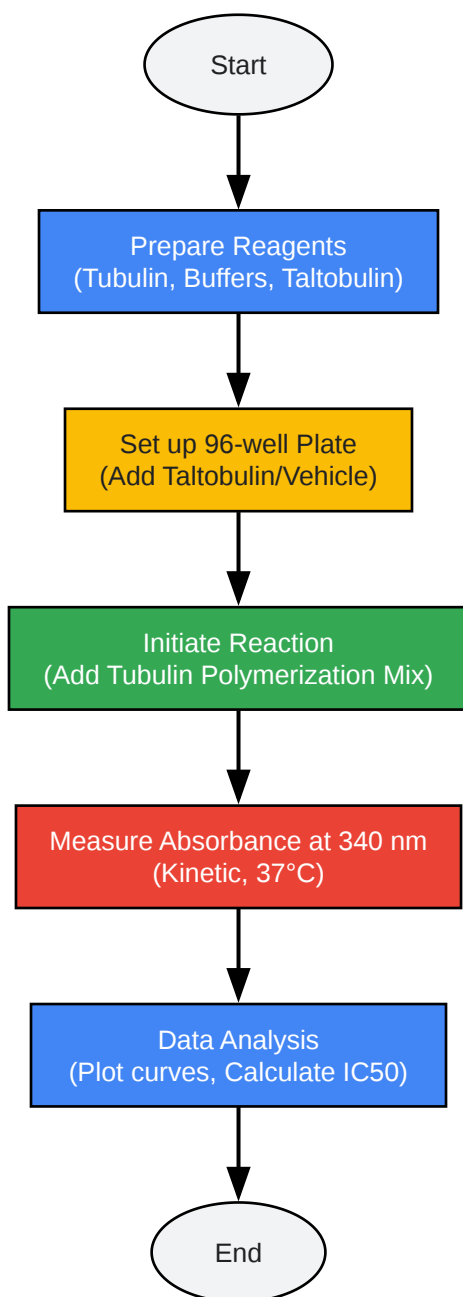 Start
Prepare Reagents
(Tubulin, Buffers, Taltobulin)
Set up 96-well Plate
(Add Taltobulin/Vehicle)
Initiate Reaction
(Add Tubulin Polymerization Mix)
Measure Absorbance at 340 nm
(Kinetic, 37°C)
Data Analysis
(Plot curves, Calculate IC50)
End